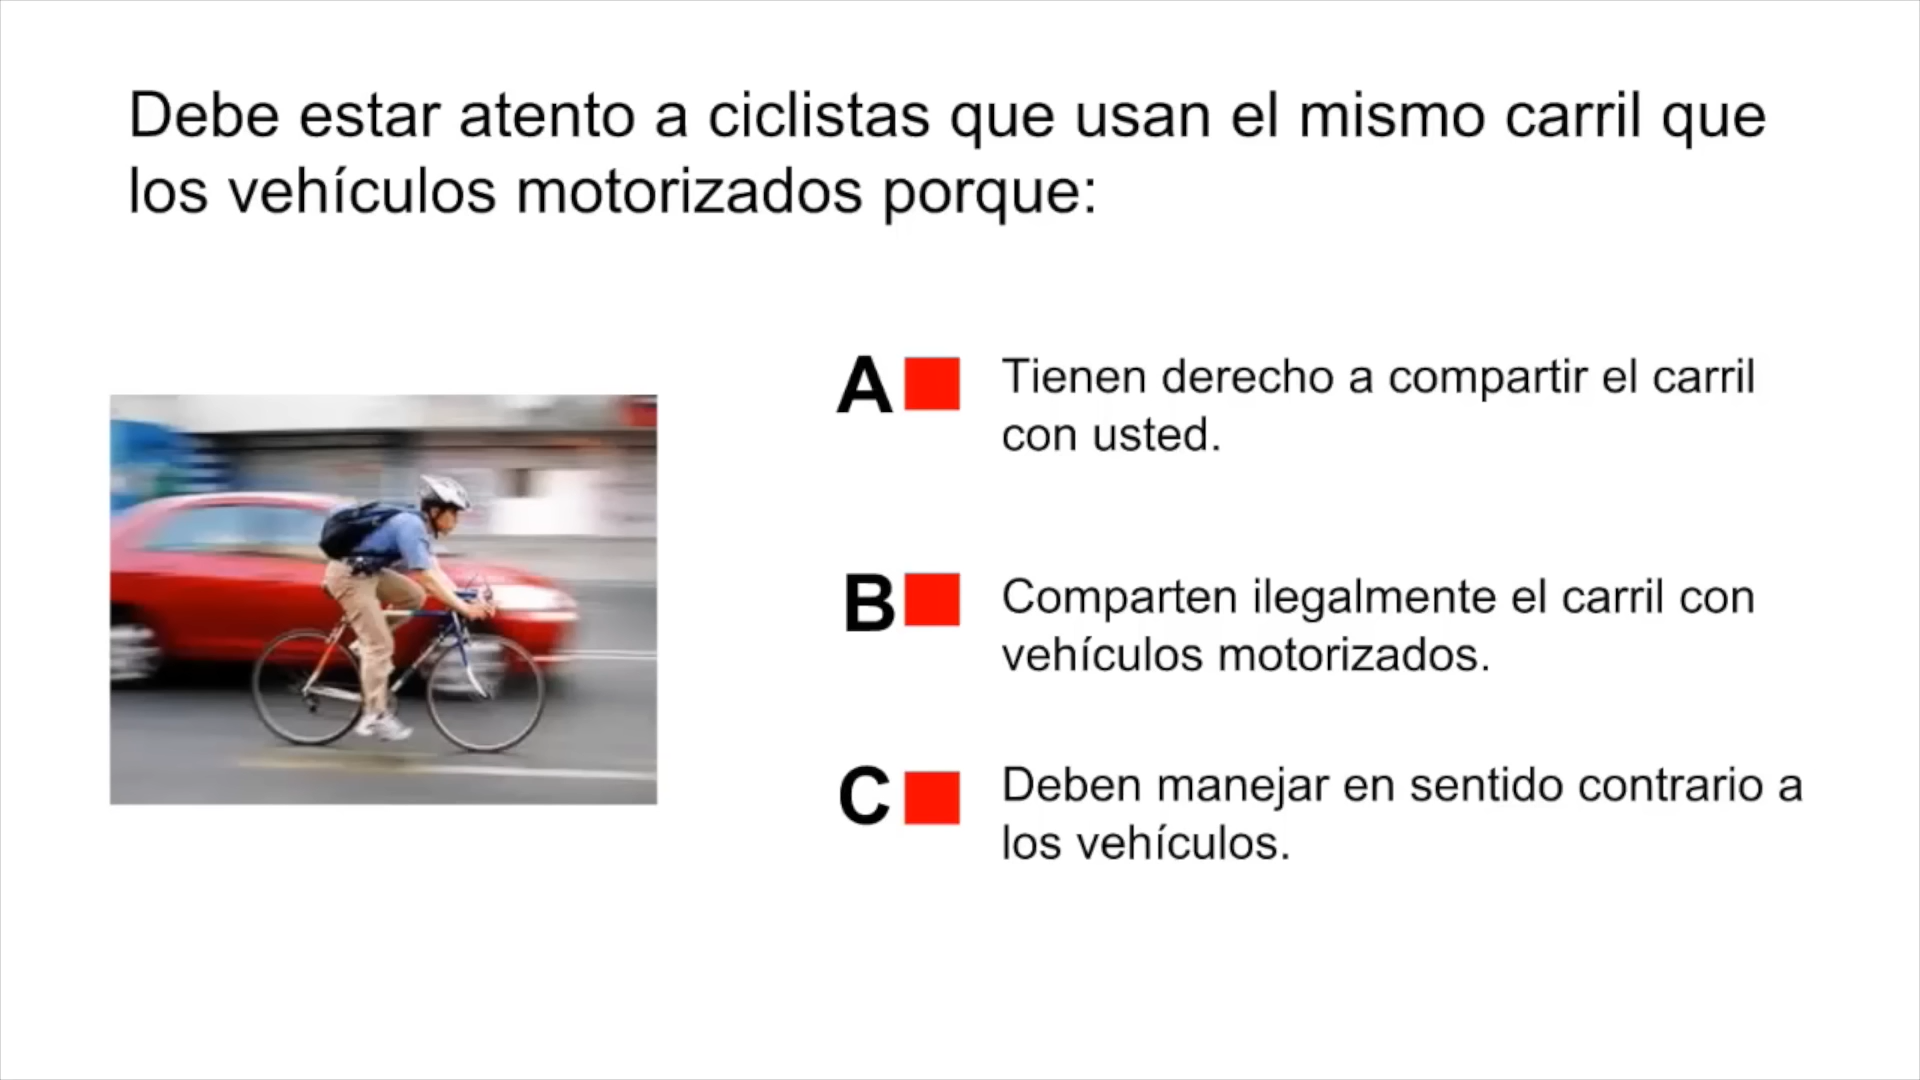 Debe estar atento a ciclistas que usan el mismo carril que
los vehículos motorizados porque:
A Tienen derecho a compartir el carril
con usted.
B Comparten ilegalmente el carril con
vehículos motorizados.
C Deben manejar en sentido contrario a
los vehículos.